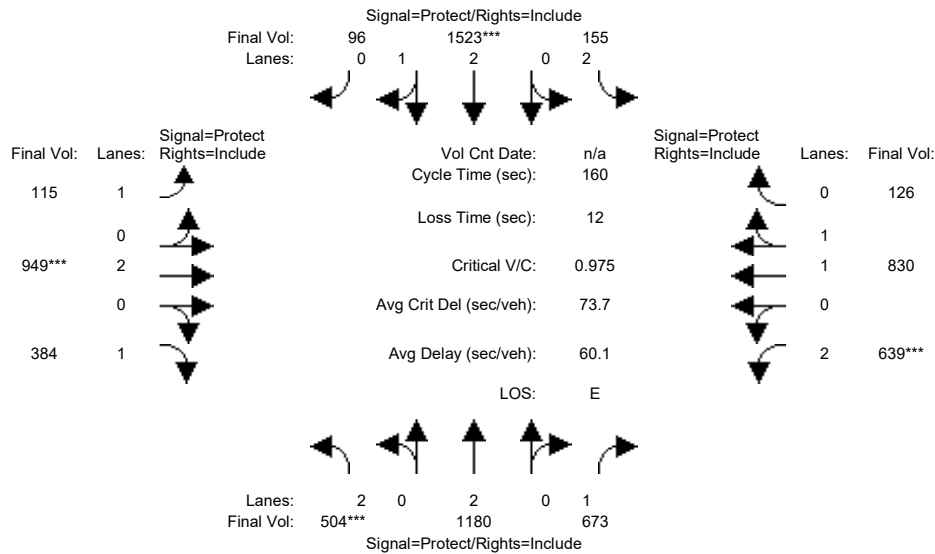 Signal=Protect/Rights=Include
Final Vol: 96 1523*** 155
Lanes: 0 1 2 0 2
Signal=Protect
Final Vol: Lanes: Rights=Include
Vol Cnt Date: n/a
Signal=Protect
Rights=Include Lanes: Final Vol:
Cycle Time (sec): 160
115 1
0 126
Loss Time (sec): 12
0
1
949*** 2
Critical V/C: 0.975
1 830
0
Avg Crit Del (sec/veh): 73.7
0
384 1
Avg Delay (sec/veh): 60.1
2 639***
LOS: E
Lanes: 2 0 2 0 1
Final Vol: 504*** 1180 673
Signal=Protect/Rights=Include